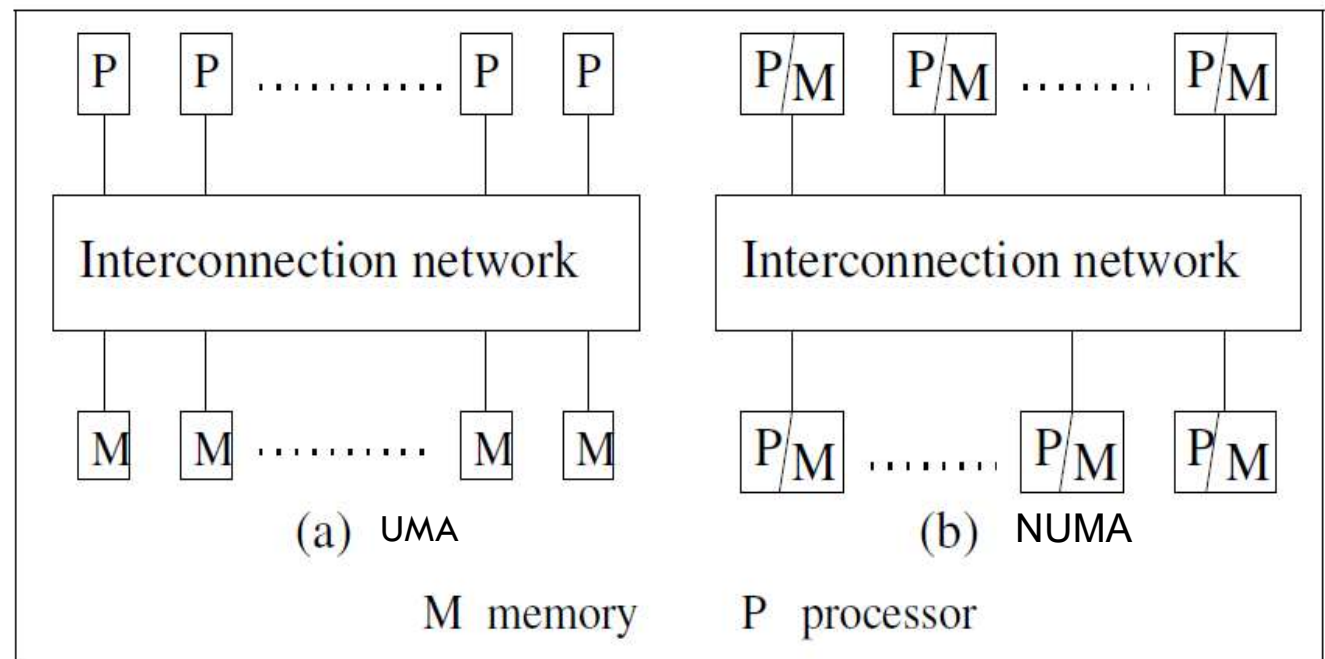 P P ........... P P P/M P/M ........ P/M
Interconnection network Interconnection network
M M .......... M M P/M ........ P/M P/M
(a) UMA (b) NUMA
M memory P processor